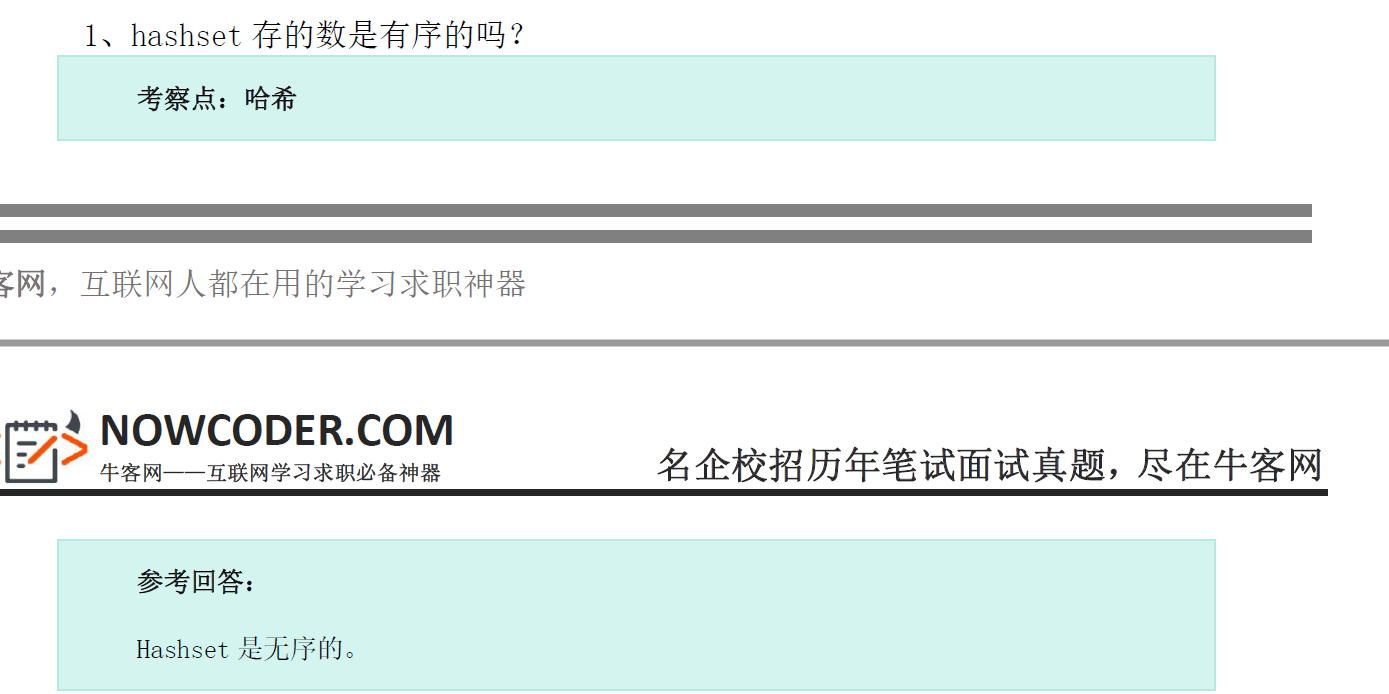 1、hashset 存的数是有序的吗？
考察点：哈希
客网，互联网人都在用的学习求职神器
NOWCODER.COM
牛客网——互联网学习求职必备神器
名企校招历年笔试面试真题，尽在牛客网
参考回答：
Hashset 是无序的。